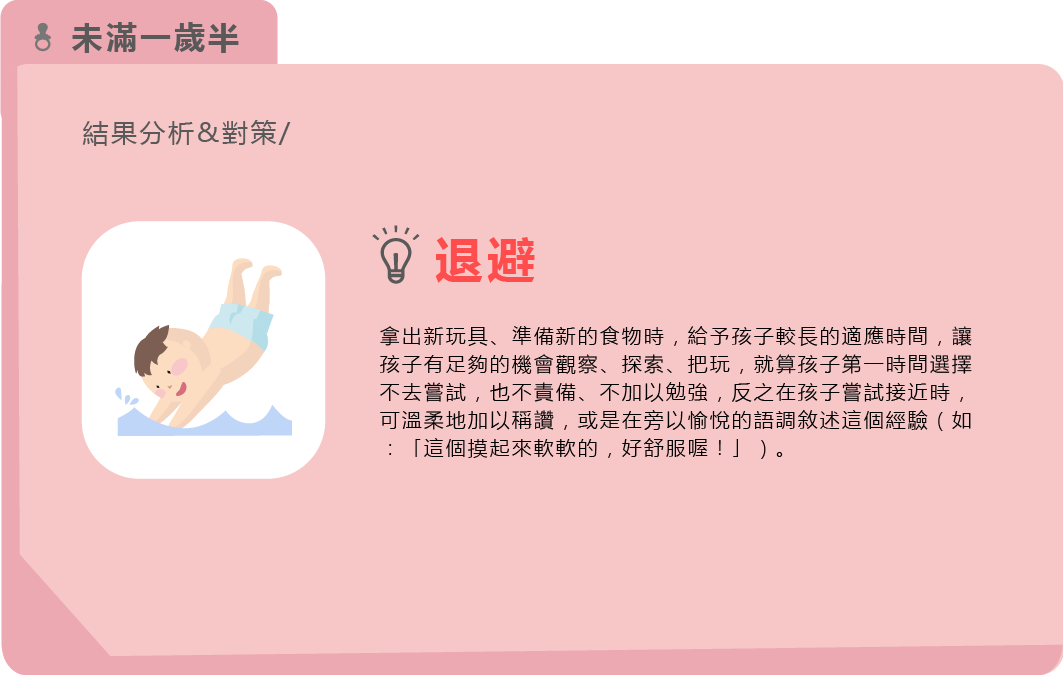 未滿一歲半
結果分析&對策/
退避
拿出新玩具、準備新的食物時，給予孩子較長的適應時間，讓
孩子有足夠的機會觀察、探索、把玩，就算孩子第一時間選擇
不去嘗試，也不責備、不加以勉強，反之在孩子嘗試接近時，
可溫柔地加以稱讚，或是在旁以愉悅的語調敘述這個經驗（如
：「這個摸起來軟軟的，好舒服喔！」）。